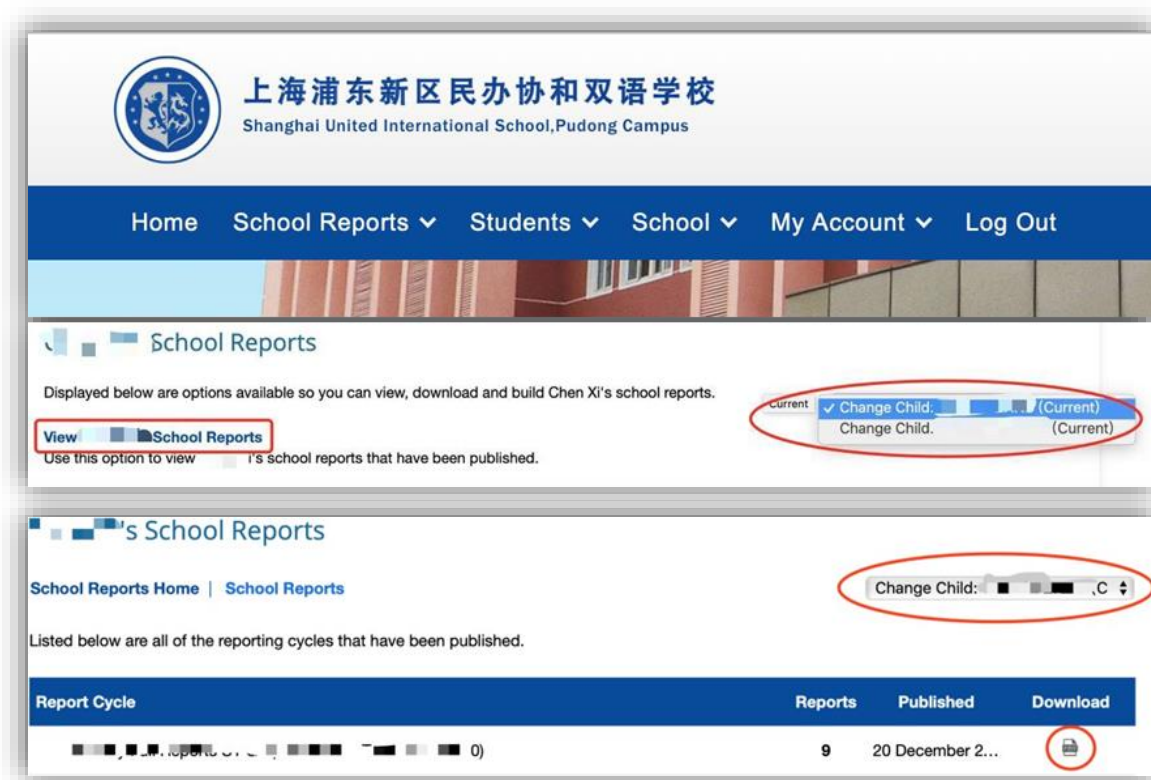 上海浦东新区民办协和双语学校
Shanghai United International School,Pudong Campus
Home School Reports Students School My Account Log Out
School Reports
Displayed below are options available so you can view, download and build Chen Xi's school reports.
Current
Change Child: (Current)
Change Child. (Current)
View School Reports
Use this option to view 's school reports that have been published.
's School Reports
School Reports Home | School Reports
Change Child: ,C
Listed below are all of the reporting cycles that have been published.
Report Cycle Reports Published Download
0) 9 20 December 2...